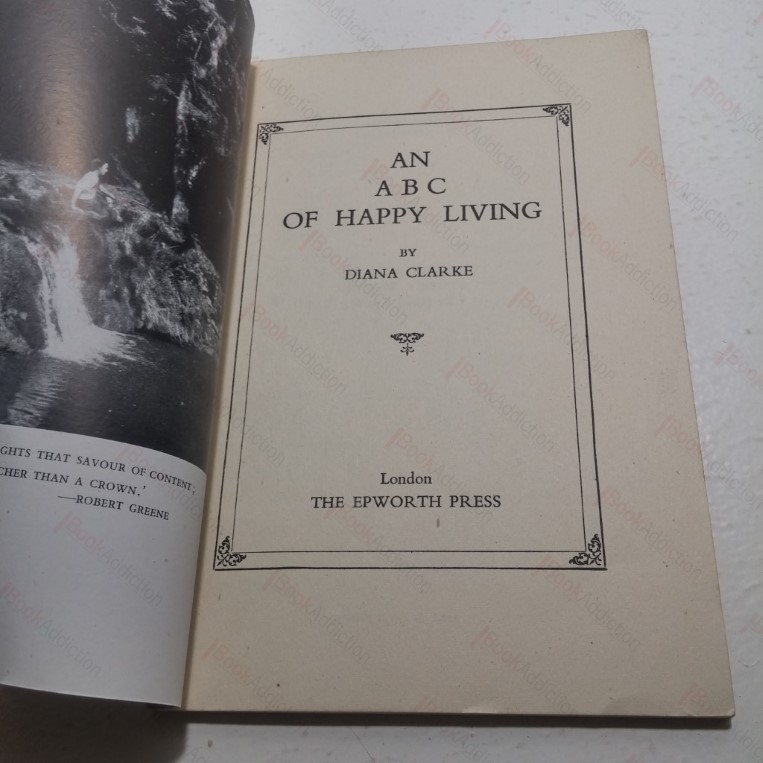 GHTS THAT SAVOUR OF CONTENT;
CHER THAN A CROWN.'
—ROBERT GREENE
AN
A B C
OF HAPPY LIVING
BY
DIANA CLARKE
London
THE EPWORTH PRESS
BookAddiction